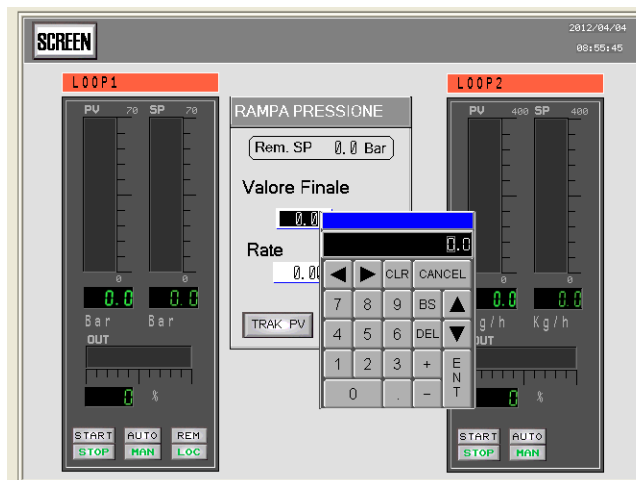 SCREEN
2012/04/04
08:55:45
LOOP1
PV 70 SP 70
0 0
0.0 0.0
Bar Bar
OUT
0 %
START AUTO REM
STOP MAN LOC
RAMPA PRESSIONE
Rem. SP 0.0 Bar
Valore Finale
0.0
Rate
0.00
TRAK PV
0.0
◀ ▶ CLR CANCEL
7 8 9 BS ▲
4 5 6 DEL ▼
1 2 3 + ENT
0 . -
LOOP2
PV 400 SP 400
0 0
0.0 0.0
g/h Kg/h
OUT
0 %
START AUTO
STOP MAN